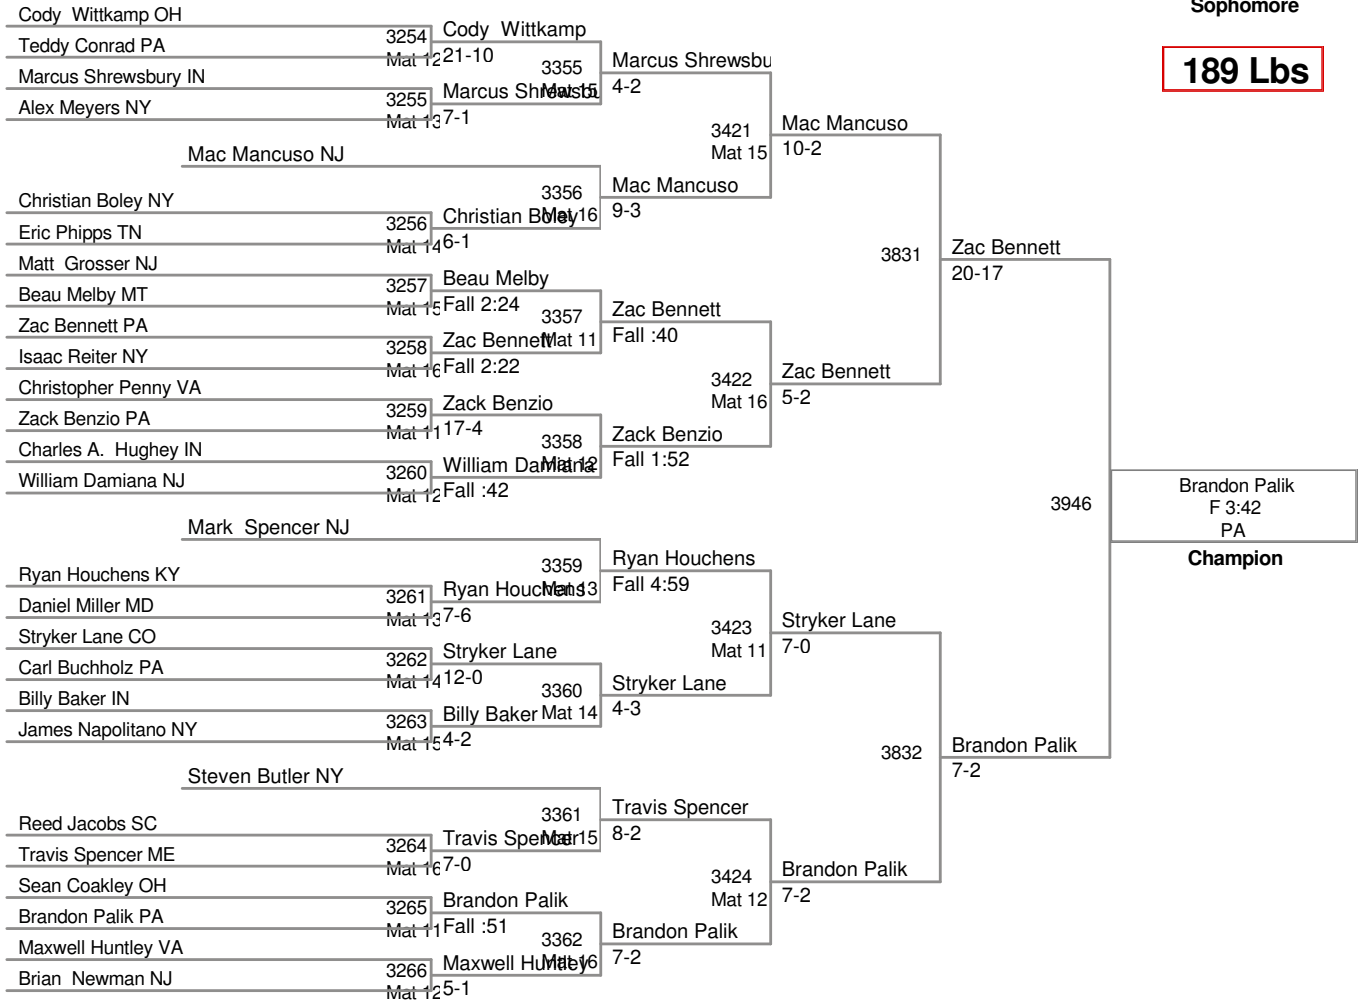 Sophomore
189 Lbs
Cody  Wittkamp OH
Teddy Conrad PA
3254
Mat 12
Cody  Wittkamp
21-10
Marcus Shrewsbury IN
Alex Meyers NY
3255
Mat 13
Marcus Shrewsbu
7-1
3355
Mat 15
Marcus Shrewsbu
4-2
Mac Mancuso NJ
Christian Boley NY
Eric Phipps TN
3256
Mat 14
Christian Boley
6-1
3356
Mat 16
Mac Mancuso
9-3
3421
Mat 15
Mac Mancuso
10-2
Matt  Grosser NJ
Beau Melby MT
3257
Mat 15
Beau Melby
Fall 2:24
Zac Bennett PA
Isaac Reiter NY
3258
Mat 16
Zac Bennett
Fall 2:22
3357
Mat 11
Zac Bennett
Fall :40
Christopher Penny VA
Zack Benzio PA
3259
Mat 11
Zack Benzio
17-4
Charles A.  Hughey IN
William Damiana NJ
3260
Mat 12
William Damiana
Fall :42
3358
Mat 12
Zack Benzio
Fall 1:52
3422
Mat 16
Zac Bennett
5-2
3831
Zac Bennett
20-17
Mark  Spencer NJ
Ryan Houchens KY
Daniel Miller MD
3261
Mat 13
Ryan Houchens
7-6
3359
Mat 13
Ryan Houchens
Fall 4:59
Stryker Lane CO
Carl Buchholz PA
3262
Mat 14
Stryker Lane
12-0
Billy Baker IN
James Napolitano NY
3263
Mat 15
Billy Baker
4-2
3360
Mat 14
Stryker Lane
4-3
3423
Mat 11
Stryker Lane
7-0
Steven Butler NY
Reed Jacobs SC
Travis Spencer ME
3264
Mat 16
Travis Spencer
7-0
3361
Mat 15
Travis Spencer
8-2
Sean Coakley OH
Brandon Palik PA
3265
Mat 11
Brandon Palik
Fall :51
Maxwell Huntley VA
Brian  Newman NJ
3266
Mat 12
Maxwell Huntley
5-1
3362
Mat 16
Brandon Palik
7-2
3424
Mat 12
Brandon Palik
7-2
3832
Brandon Palik
7-2
3946
Brandon Palik
F 3:42
PA
Champion